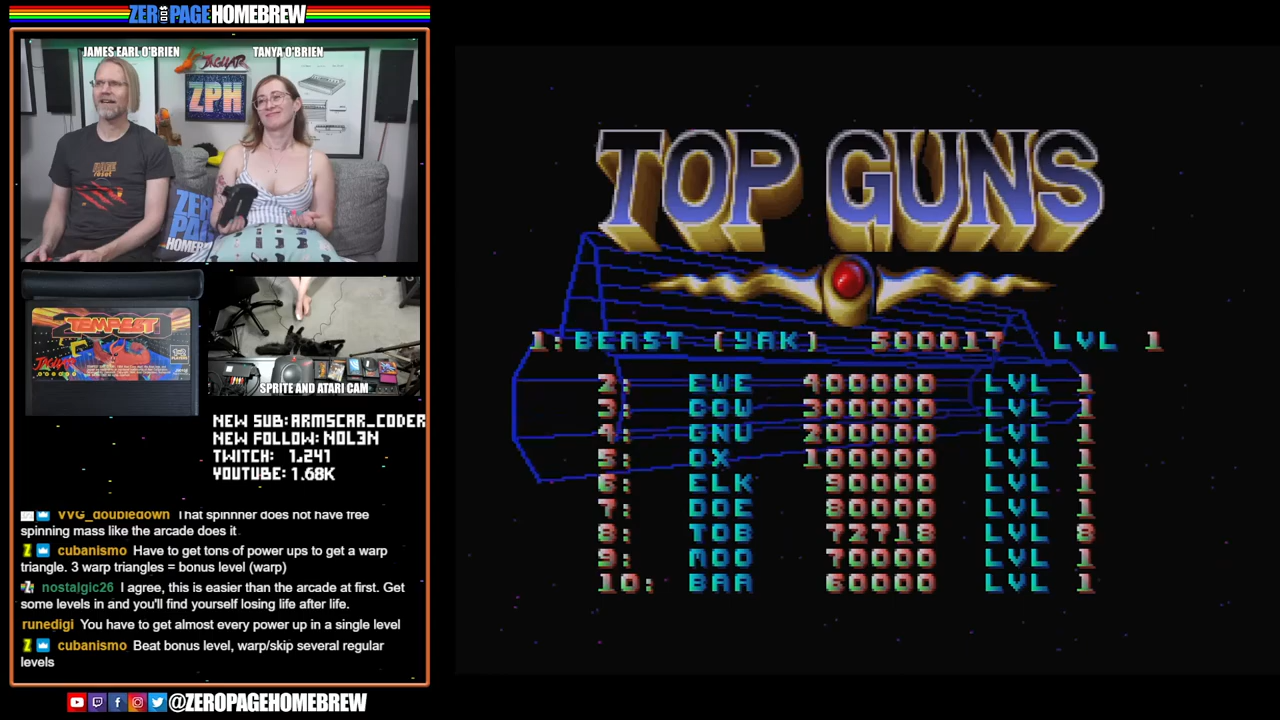 ZEROPAGE HOMEBREW
JAMES EARL O'BRIEN
TANYA O'BRIEN
JAGUAR
ZPH
ZERO
PAGE
HOMEBREW
TEMPEST
JAGUAR
SPRITE AND ATARI CAM
NEW SUB:ARMSCAR_CODER
NEW FOLLOW: NOL3N
TWITCH: 1.241
YOUTUBE: 1.68K
VVG_doubledown That spinnner does not have free
spinning mass like the arcade does it
cubanismo Have to get tons of power ups to get a warp
triangle. 3 warp triangles = bonus level (warp)
nostalgic26 I agree, this is easier than the arcade at first. Get
some levels in and you'll find yourself losing life after life.
runedigi You have to get almost every power up in a single level
cubanismo Beat bonus level, warp/skip several regular
levels
@ZEROPAGEHOMEBREW
TOP GUNS
1: BEAST (YAK) 500017 LVL 1
2: EWE 400000 LVL 1
3: COW 300000 LVL 1
4: GNU 200000 LVL 1
5: OX 100000 LVL 1
6: ELK 90000 LVL 1
7: DOE 80000 LVL 1
8: TOB 72718 LVL 8
9: MOO 70000 LVL 1
10: BAA 60000 LVL 1